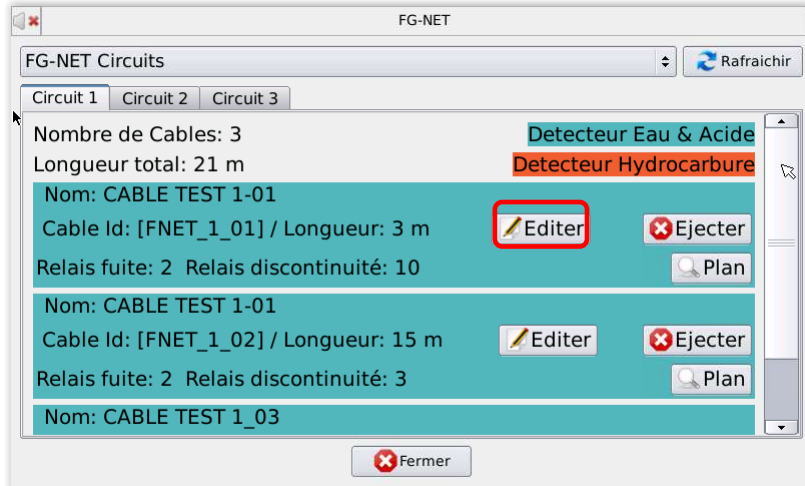 FG-NET
FG-NET Circuits
Rafraichir
Circuit 1 Circuit 2 Circuit 3
Nombre de Cables: 3 Detecteur Eau & Acide
Longueur total: 21 m Detecteur Hydrocarbure
Nom: CABLE TEST 1-01
Cable Id: [FNET_1_01] / Longueur: 3 m Editer Ejecter
Relais fuite: 2 Relais discontinuité: 10 Plan
Nom: CABLE TEST 1-01
Cable Id: [FNET_1_02] / Longueur: 15 m Editer Ejecter
Relais fuite: 2 Relais discontinuité: 3 Plan
Nom: CABLE TEST 1_03
Fermer